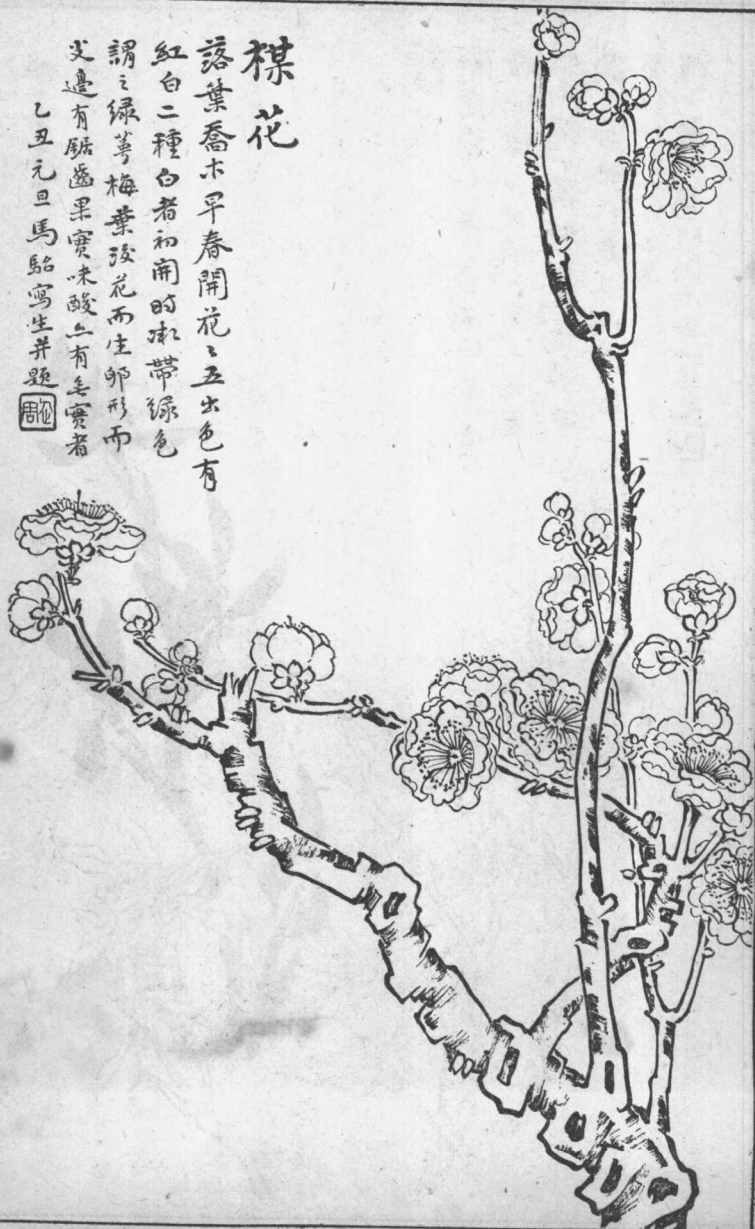 楳花
落葉喬木早春開花〻五出色有
紅白二種白者初開時微帶綠色
謂之緑萼梅葉後花而生卵形而
尖邊有鋸齒果實味酸亦有無實者
乙丑元旦馬駘寫生并題
企周